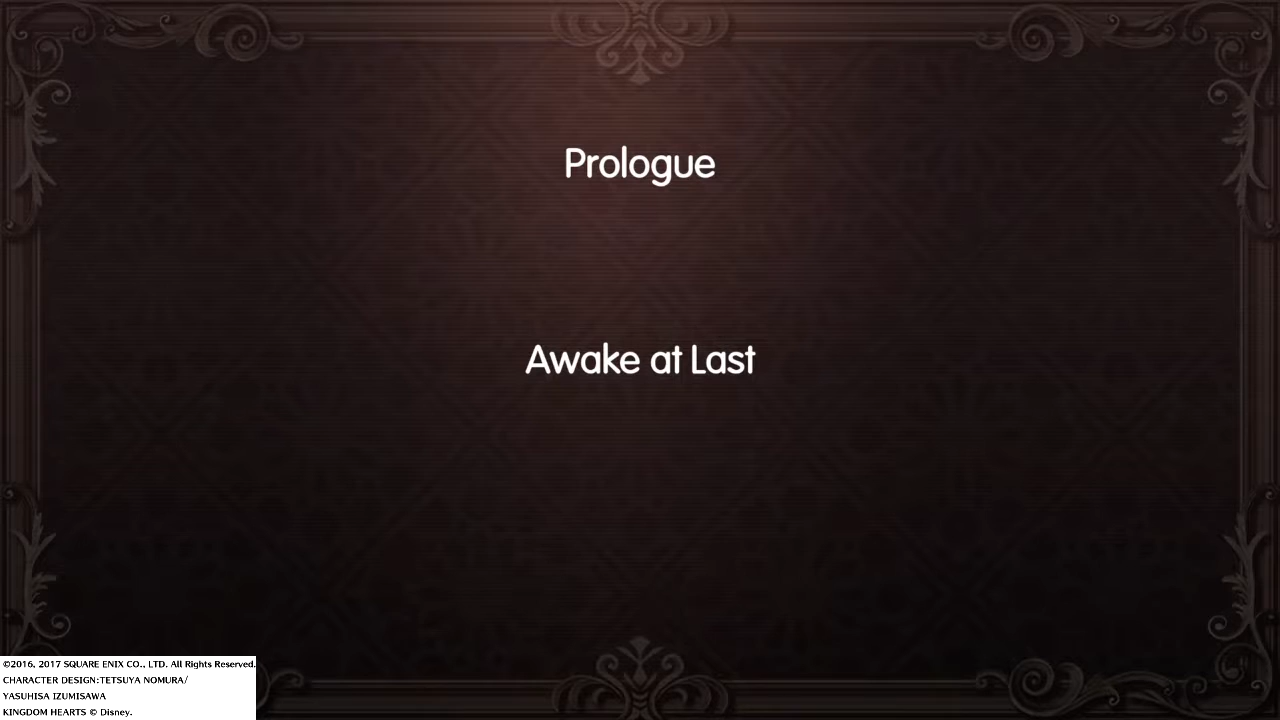 Prologue
Awake at Last
©2016, 2017 SQUARE ENIX CO., LTD. All Rights Reserved.
CHARACTER DESIGN:TETSUYA NOMURA/
YASUHISA IZUMISAWA
KINGDOM HEARTS © Disney.